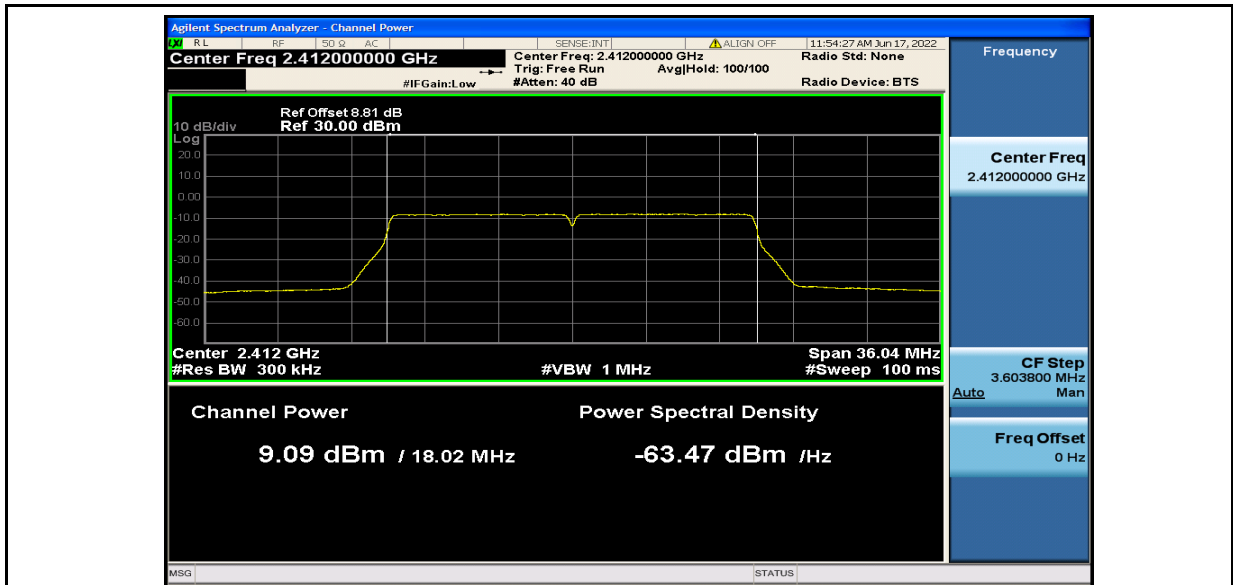 Agilent Spectrum Analyzer - Channel Power
LXI RL RF 50 Ω AC SENSE:INT ALIGN OFF 11:54:27 AM Jun 17, 2022
Center Freq 2.412000000 GHz
Center Freq: 2.412000000 GHz
Radio Std: None
Trig: Free Run Avg|Hold: 100/100
#IFGain:Low
#Atten: 40 dB
Radio Device: BTS
Ref Offset 8.81 dB
10 dB/div Ref 30.00 dBm
Log
20.0
10.0
0.00
-10.0
-20.0
-30.0
-40.0
-50.0
-60.0
Center 2.412 GHz Span 36.04 MHz
#Res BW 300 kHz #VBW 1 MHz #Sweep 100 ms
Channel Power Power Spectral Density
9.09 dBm / 18.02 MHz -63.47 dBm /Hz
MSG STATUS
Frequency
Center Freq
2.412000000 GHz
CF Step
3.603800 MHz
Auto Man
Freq Offset
0 Hz